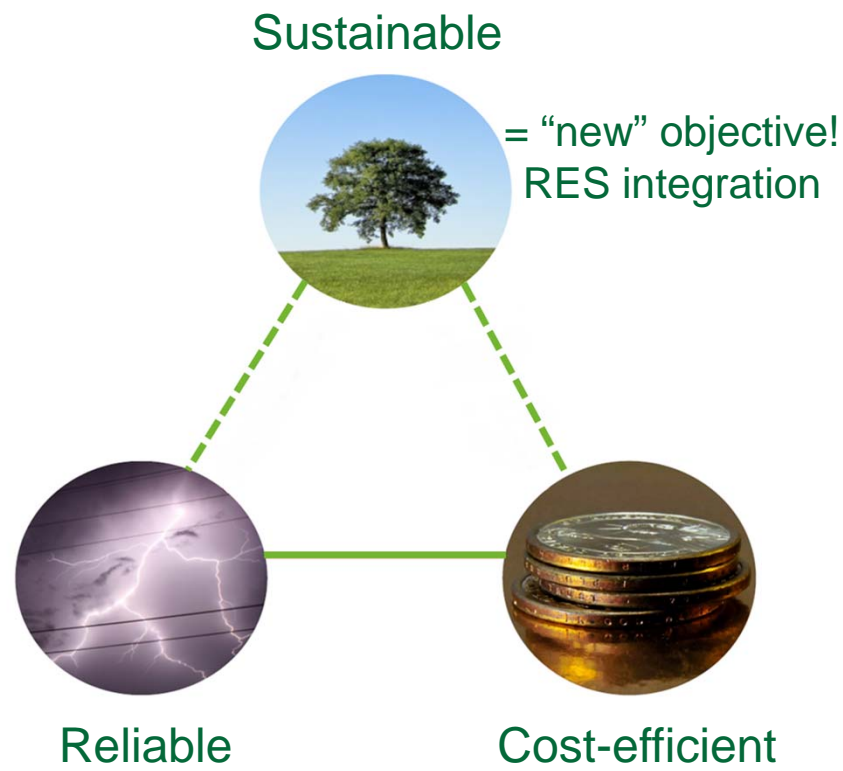 Sustainable
= “new” objective!
RES integration
Reliable
Cost-efficient